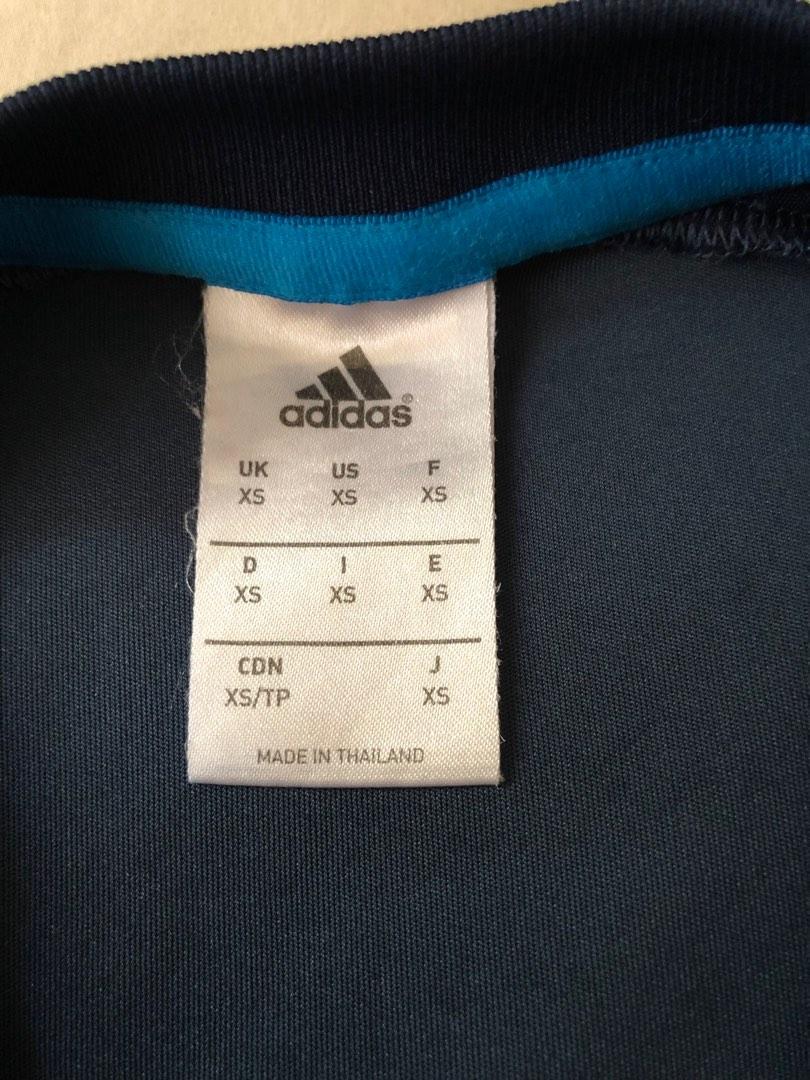 adidas®
UK US F
XS XS XS
D I E
XS XS XS
CDN J
XS/TP XS
MADE IN THAILAND